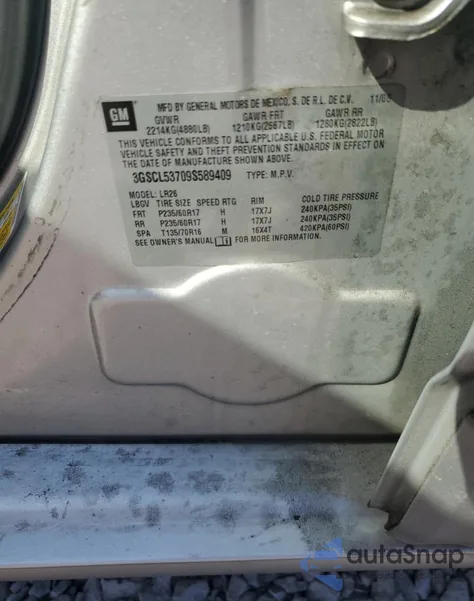 GM
MFD BY GENERAL MOTORS DE MEXICO, S. DE R.L. DE C.V. 11/08
GVWR GAWR FRT GAWR RR
2214KG(4880LB) 1210KG(2667LB) 1280KG(2822LB)
THIS VEHICLE CONFORMS TO ALL APPLICABLE U.S. FEDERAL MOTOR
VEHICLE SAFETY AND THEFT PREVENTION STANDARDS IN EFFECT ON
THE DATE OF MANUFACTURE SHOWN ABOVE.
3GSCL53709S589409 TYPE: M.P.V.
MODEL: LR26
LBGV TIRE SIZE SPEED RTG RIM COLD TIRE PRESSURE
FRT P235/60R17 H 17X7J 240KPA(35PSI)
RR P235/60R17 H 17X7J 240KPA(35PSI)
SPA T135/70R16 M 16X4T 420KPA(60PSI)
SEE OWNER'S MANUAL i FOR MORE INFORMATION.
autoSnap